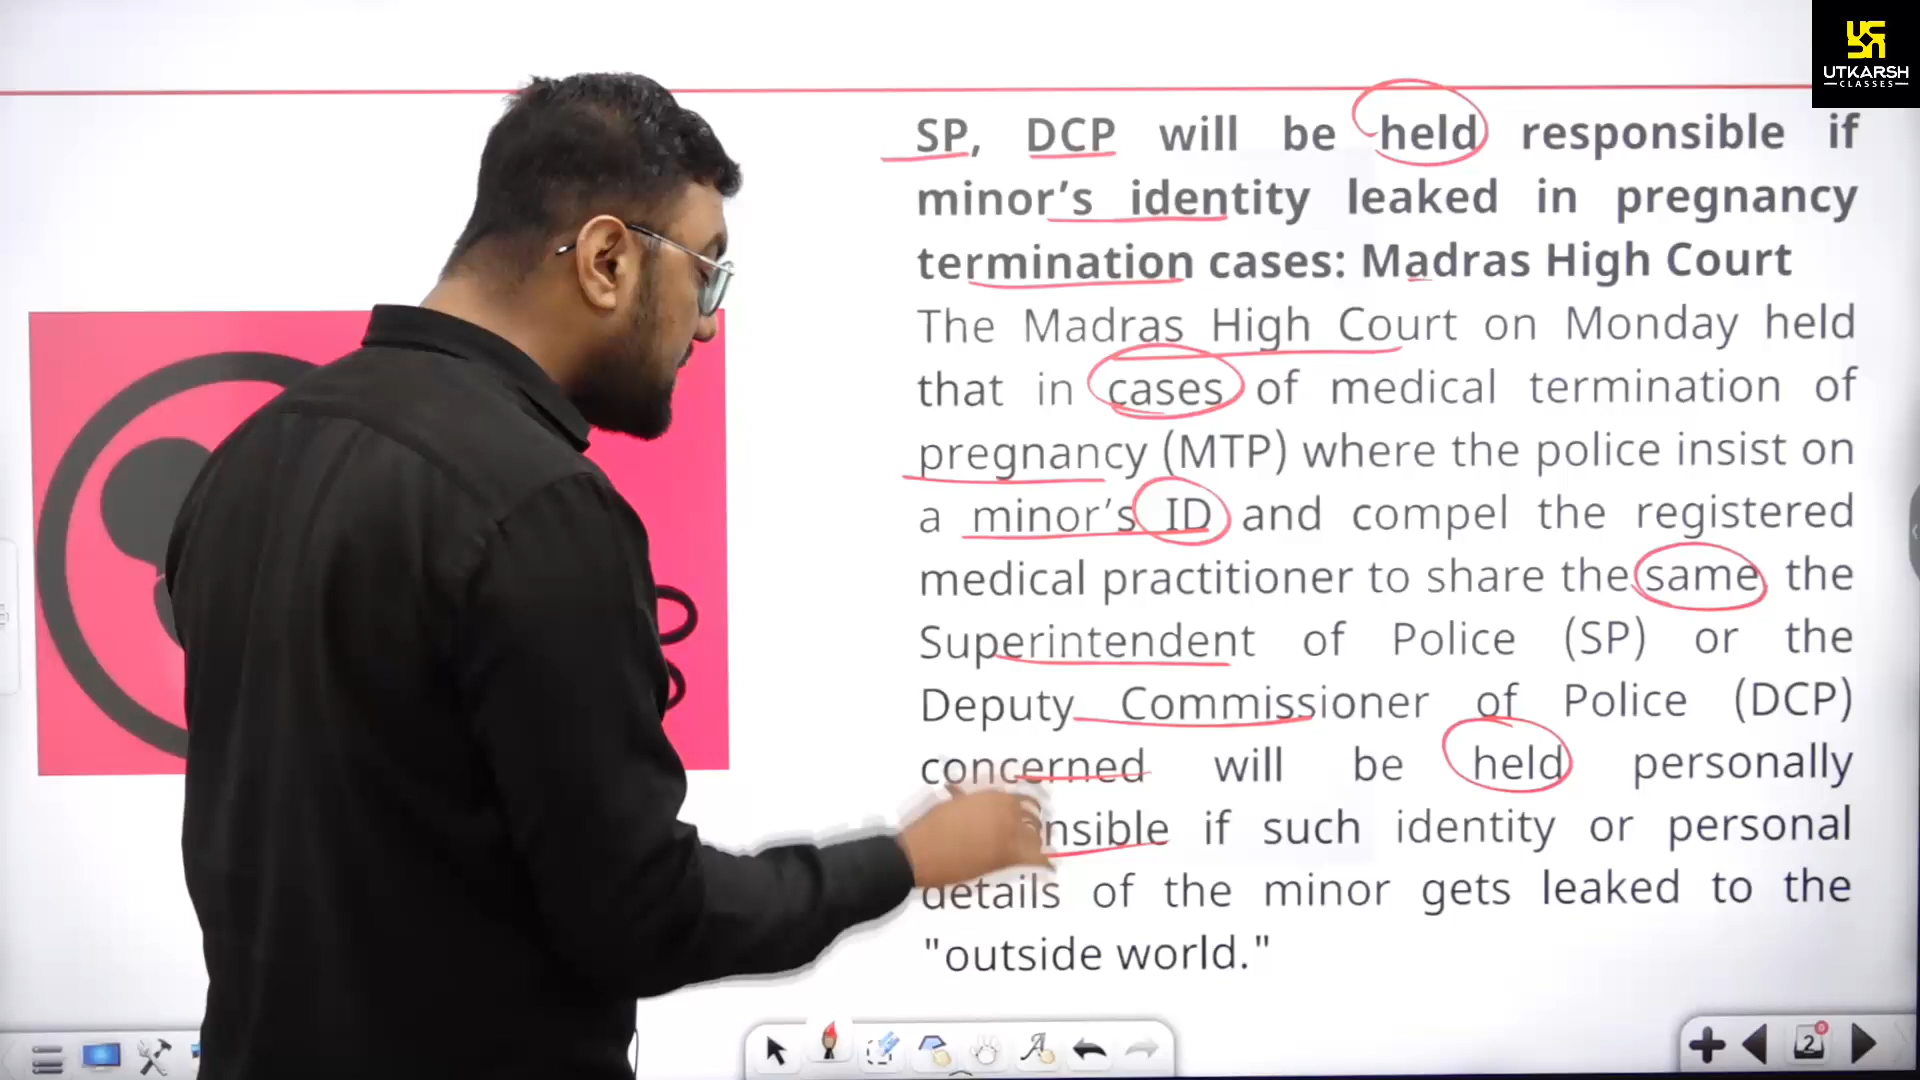 UTKARSH
CLASSES
SP, DCP will be held responsible if
minor’s identity leaked in pregnancy
termination cases: Madras High Court
The Madras High Court on Monday held
that in cases of medical termination of
pregnancy (MTP) where the police insist on
a minor’s ID and compel the registered
medical practitioner to share the same the
Superintendent of Police (SP) or the
Deputy Commissioner of Police (DCP)
concerned will be held personally
nsible if such identity or personal
details of the minor gets leaked to the
"outside world."
2